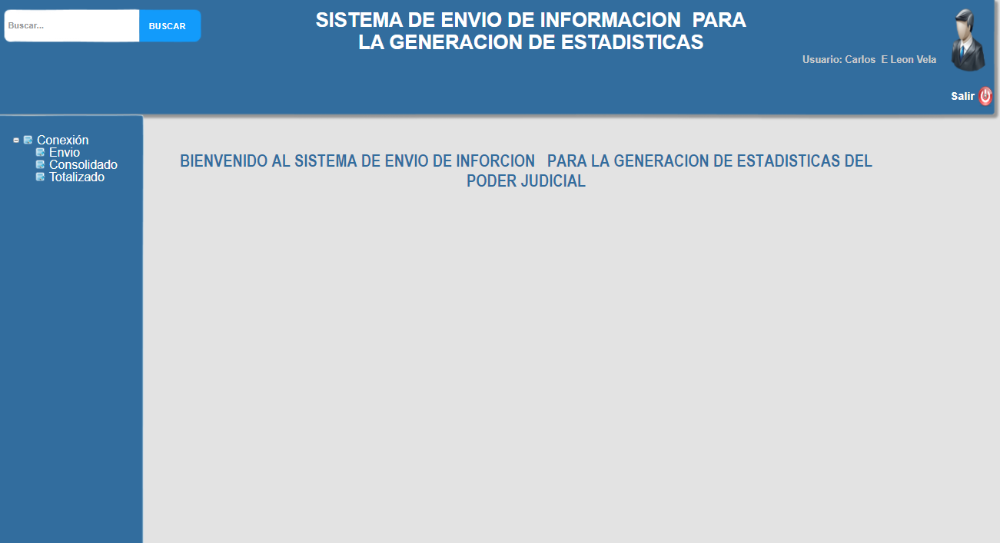 Buscar...
BUSCAR
SISTEMA DE ENVIO DE INFORMACION  PARA
LA GENERACION DE ESTADISTICAS
Usuario: Carlos  E Leon Vela
Salir
Conexión
Envio
Consolidado
Totalizado
BIENVENIDO AL SISTEMA DE ENVIO DE INFORCION   PARA LA GENERACION DE ESTADISTICAS DEL
PODER JUDICIAL